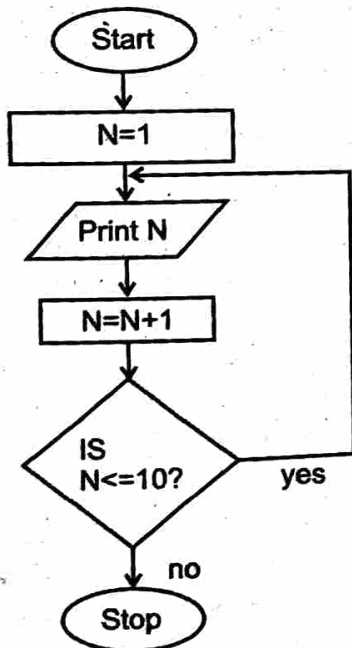 Start
N=1
Print N
N=N+1
IS
N<=10?
yes
no
Stop